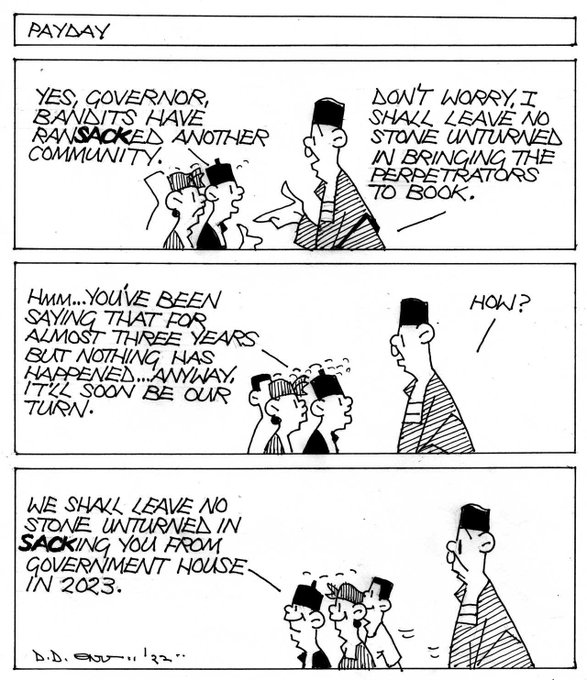 PAYDAY
YES, GOVERNOR,
BANDITS HAVE
RANSACKED ANOTHER
COMMUNITY.
DON'T WORRY, I
SHALL LEAVE NO
STONE UNTURNED
IN BRINGING THE
PERPETRATORS
TO BOOK.
HMM...YOU'VE BEEN
SAYING THAT FOR
ALMOST THREE YEARS
BUT NOTHING HAS
HAPPENED...ANYWAY,
IT'LL SOON BE OUR
TURN.
HOW?
WE SHALL LEAVE NO
STONE UNTURNED IN
SACKING YOU FROM
GOVERNMENT HOUSE
IN 2023.
D.D. '22